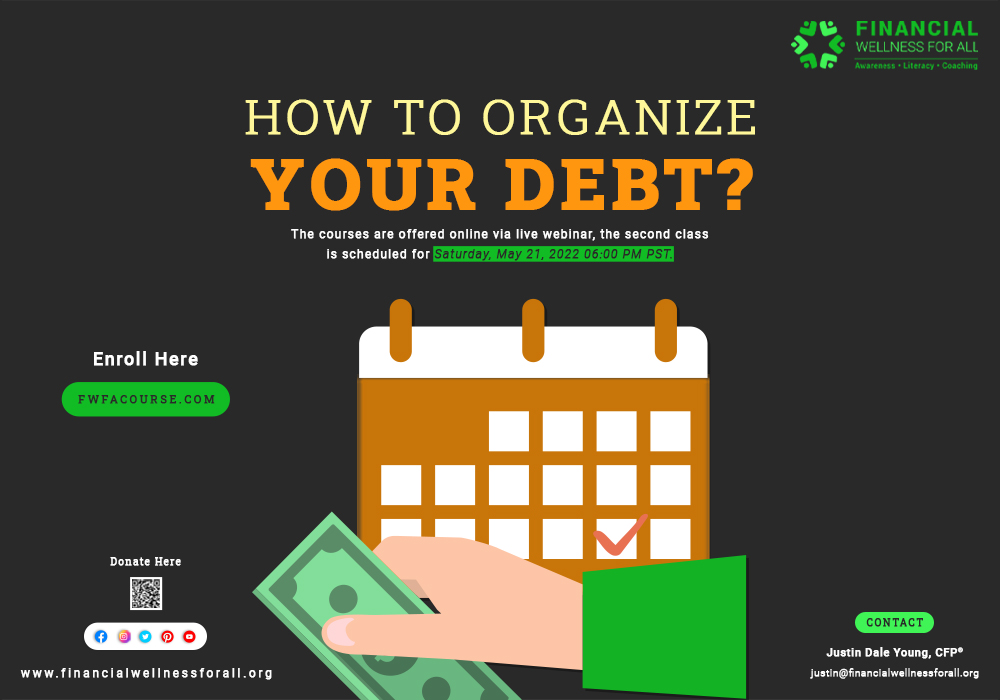 FINANCIAL
WELLNESS FOR ALL
Awareness • Literacy • Coaching
HOW TO ORGANIZE
YOUR DEBT?
The courses are offered online via live webinar, the second class
is scheduled for Saturday, May 21, 2022 06:00 PM PST.
Enroll Here
FWFACOURSE.COM
Donate Here
www.financialwellnessforall.org
CONTACT
Justin Dale Young, CFP®
justin@financialwellnessforall.org